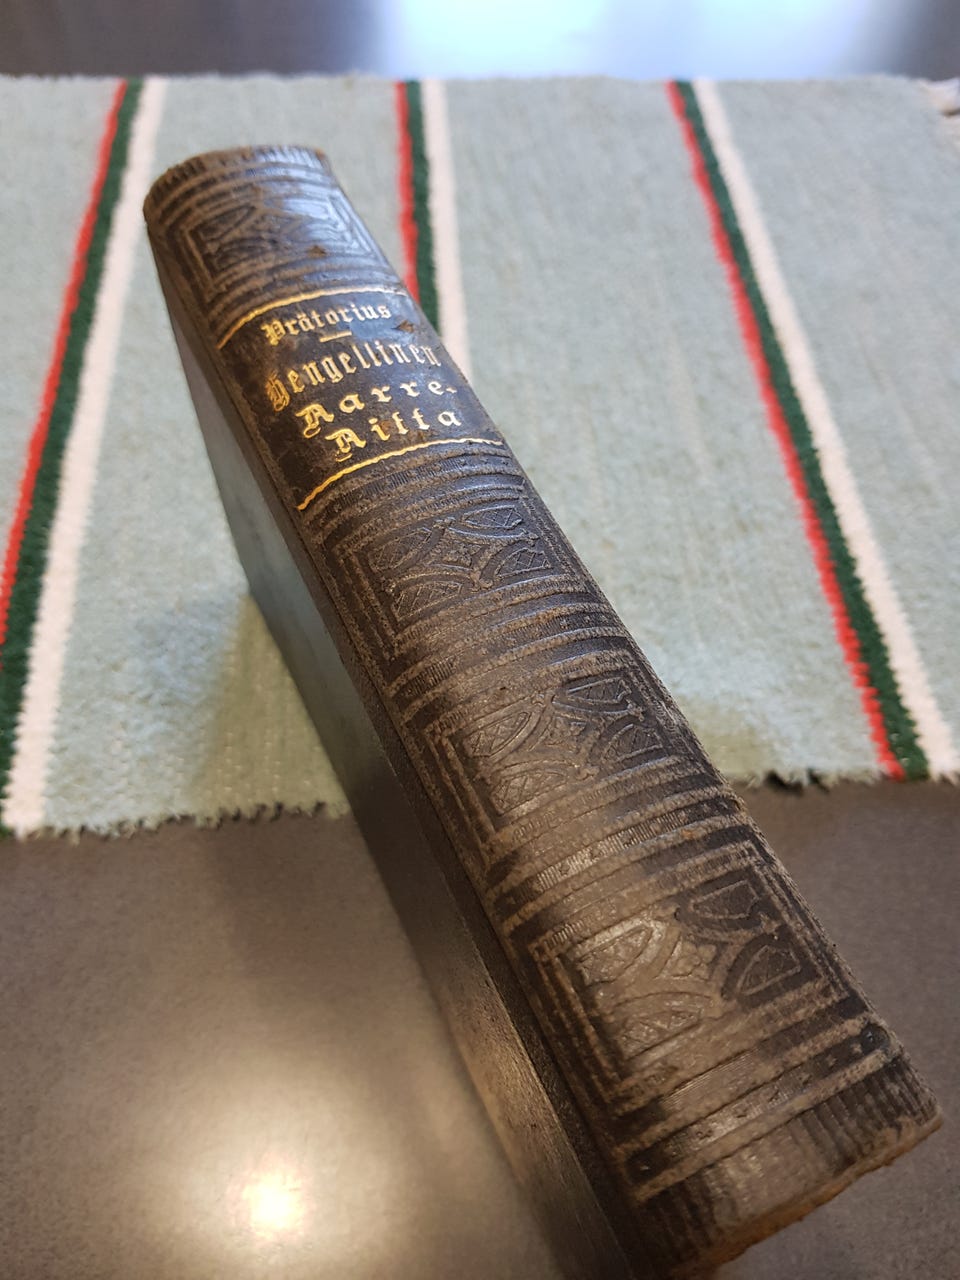 Prätorius
Hengellinen
Aarre-
Aitta